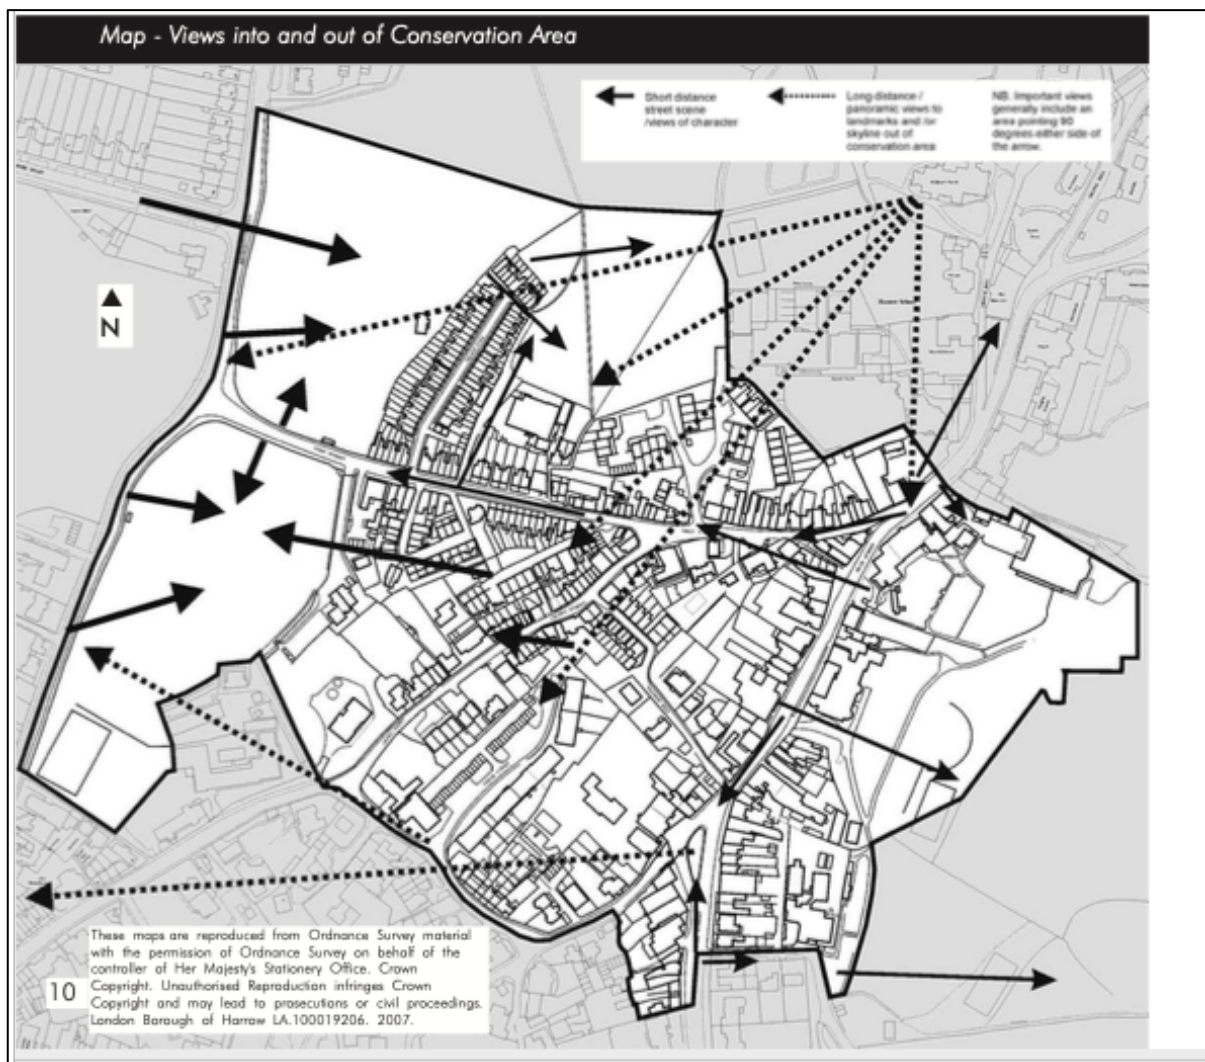 Map - Views into and out of Conservation Area
Short distance
street scene
/views of character
Long distance /
panoramic views to
landmarks and /or
skyline out of
conservation area
NB. Important views
generally include an
area pointing 90
degrees either side of
the arrow.
N
These maps are reproduced from Ordnance Survey material
with the permission of Ordnance Survey on behalf of the
controller of Her Majesty's Stationery Office. Crown
Copyright. Unauthorised Reproduction infringes Crown
Copyright and may lead to prosecutions or civil proceedings.
London Borough of Harrow LA.100019206. 2007.
10